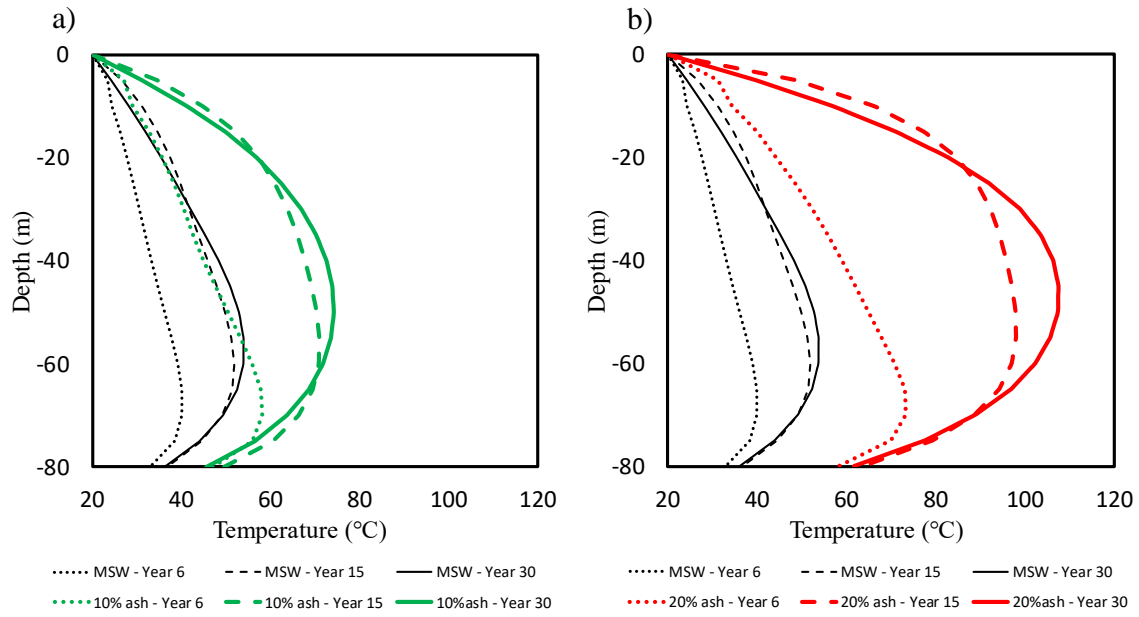 a)
0
-20
-40
-60
-80
Depth (m)
20 40 60 80 100 120
Temperature (°C)
MSW - Year 6 MSW - Year 15 MSW - Year 30
10% ash - Year 6 10% ash - Year 15 10%ash - Year 30
b)
0
-20
-40
-60
-80
Depth (m)
20 40 60 80 100 120
Temperature (°C)
MSW - Year 6 MSW - Year 15 MSW - Year 30
20% ash - Year 6 20% ash - Year 15 20%ash - Year 30